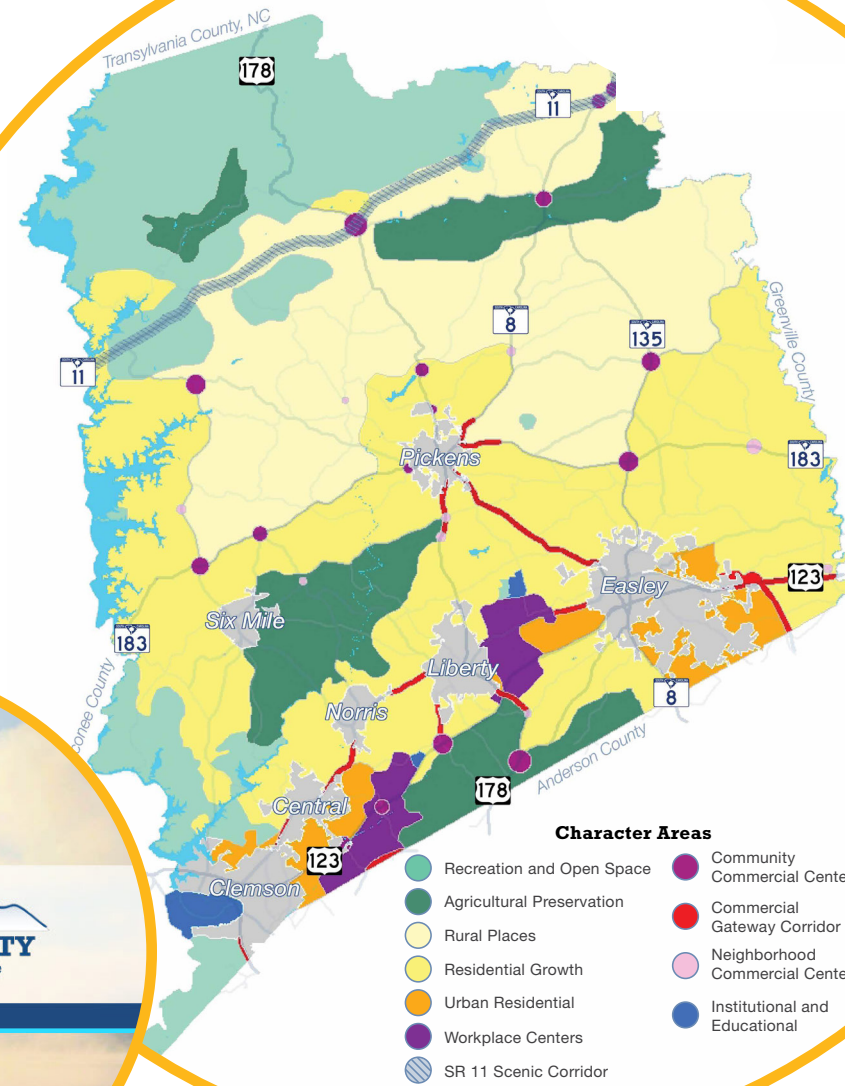 Transylvania County, NC
178
11
Greenville County
8
135
11
Pickens
183
Easley
123
Six Mile
183
Liberty
8
onee County
Norris
Anderson County
178
Central
123
Clemson
TY
Character Areas
Recreation and Open Space
Agricultural Preservation
Rural Places
Residential Growth
Urban Residential
Workplace Centers
SR 11 Scenic Corridor
Community
Commercial Cente
Commercial
Gateway Corridor
Neighborhood
Commercial Cente
Institutional and
Educational